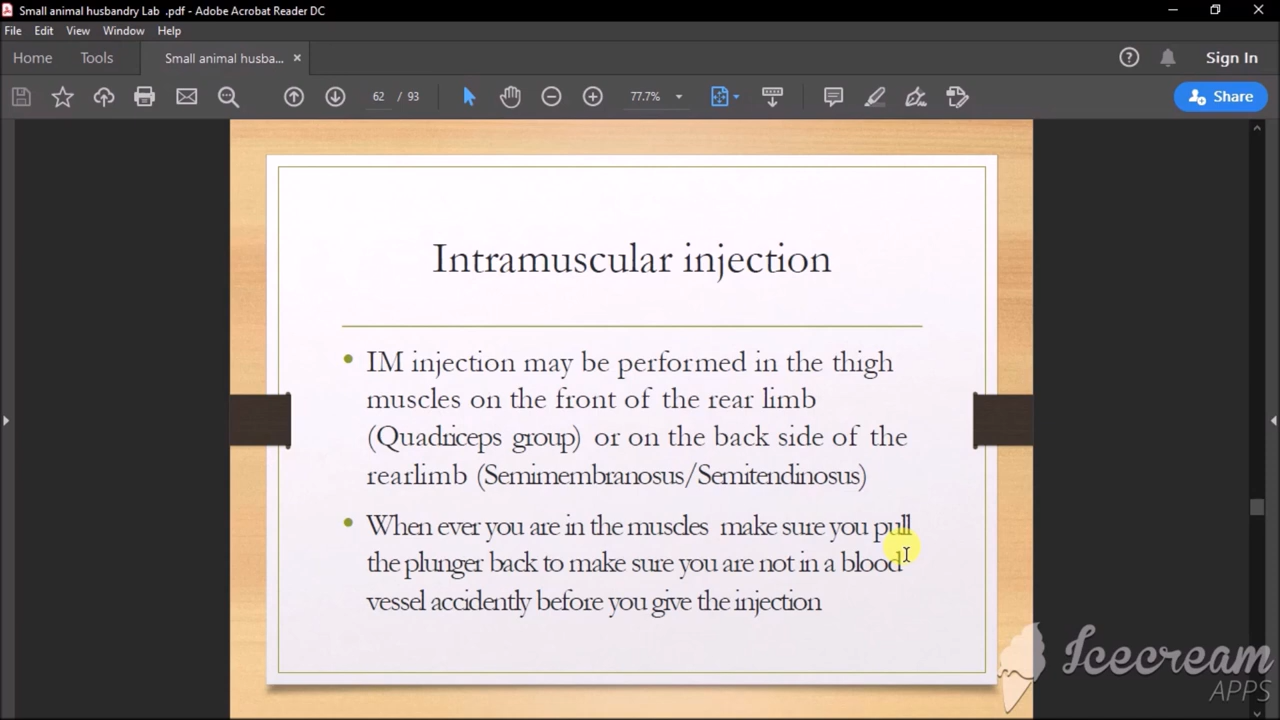 Small animal husbandry Lab .pdf - Adobe Acrobat Reader DC
File Edit View Window Help
Home Tools Small animal husba... × Sign In
62 / 93 77.7% Share
Intramuscular injection
• IM injection may be performed in the thigh
muscles on the front of the rear limb
(Quadriceps group) or on the back side of the
rearlimb (Semimembranosus/Semitendinosus)
• When ever you are in the muscles make sure you pull
the plunger back to make sure you are not in a blood
vessel accidently before you give the injection
Icecream
APPS